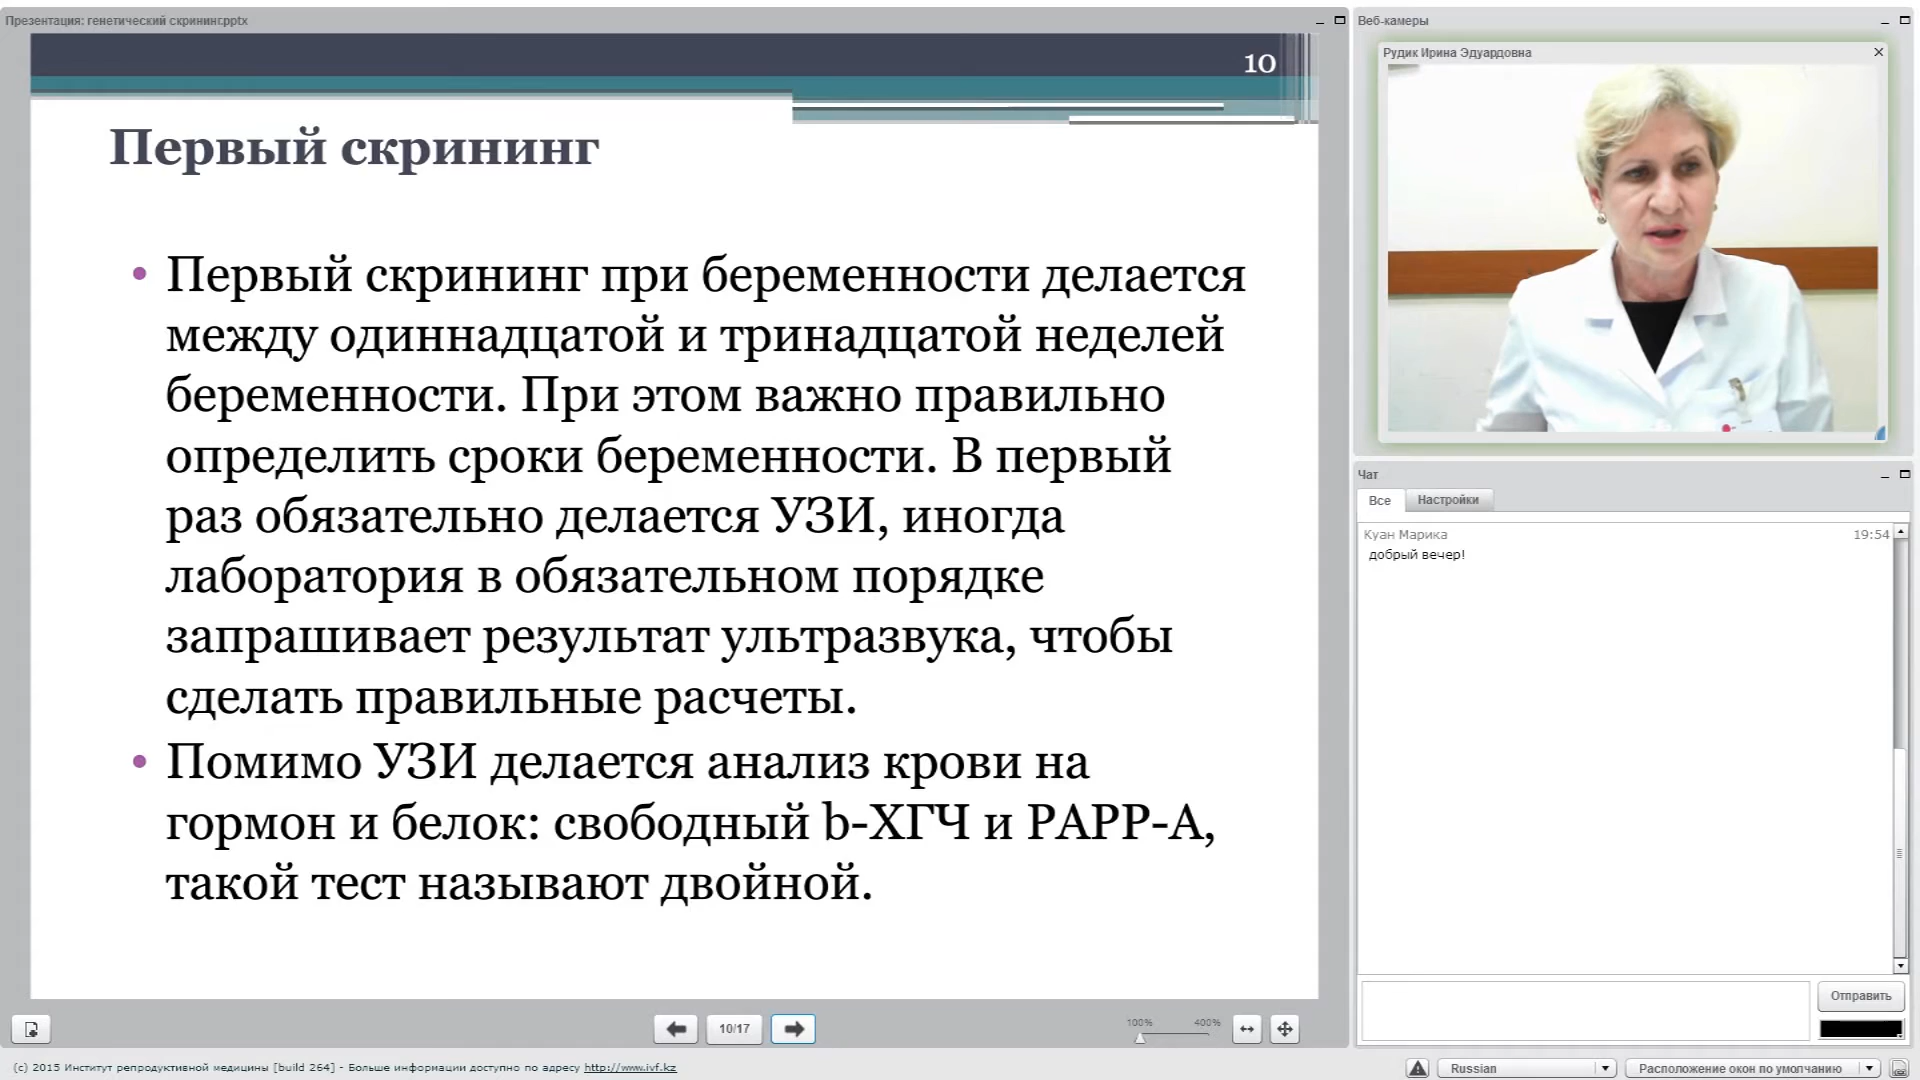 Презентация: генетический скрининг.pptx
10
Первый скрининг
• Первый скрининг при беременности делается
между одиннадцатой и тринадцатой неделей
беременности. При этом важно правильно
определить сроки беременности. В первый
раз обязательно делается УЗИ, иногда
лаборатория в обязательном порядке
запрашивает результат ультразвука, чтобы
сделать правильные расчеты.
• Помимо УЗИ делается анализ крови на
гормон и белок: свободный b-ХГЧ и РАРР-А,
такой тест называют двойной.
10/17
100% 400%
Веб-камеры
Рудик Ирина Эдуардовна
Чат
Все Настройки
Куан Марика 19:54
добрый вечер!
Отправить
(c) 2015 Институт репродуктивной медицины [build 264] - Больше информации доступно по адресу http://www.ivf.kz
Russian
Расположение окон по умолчанию